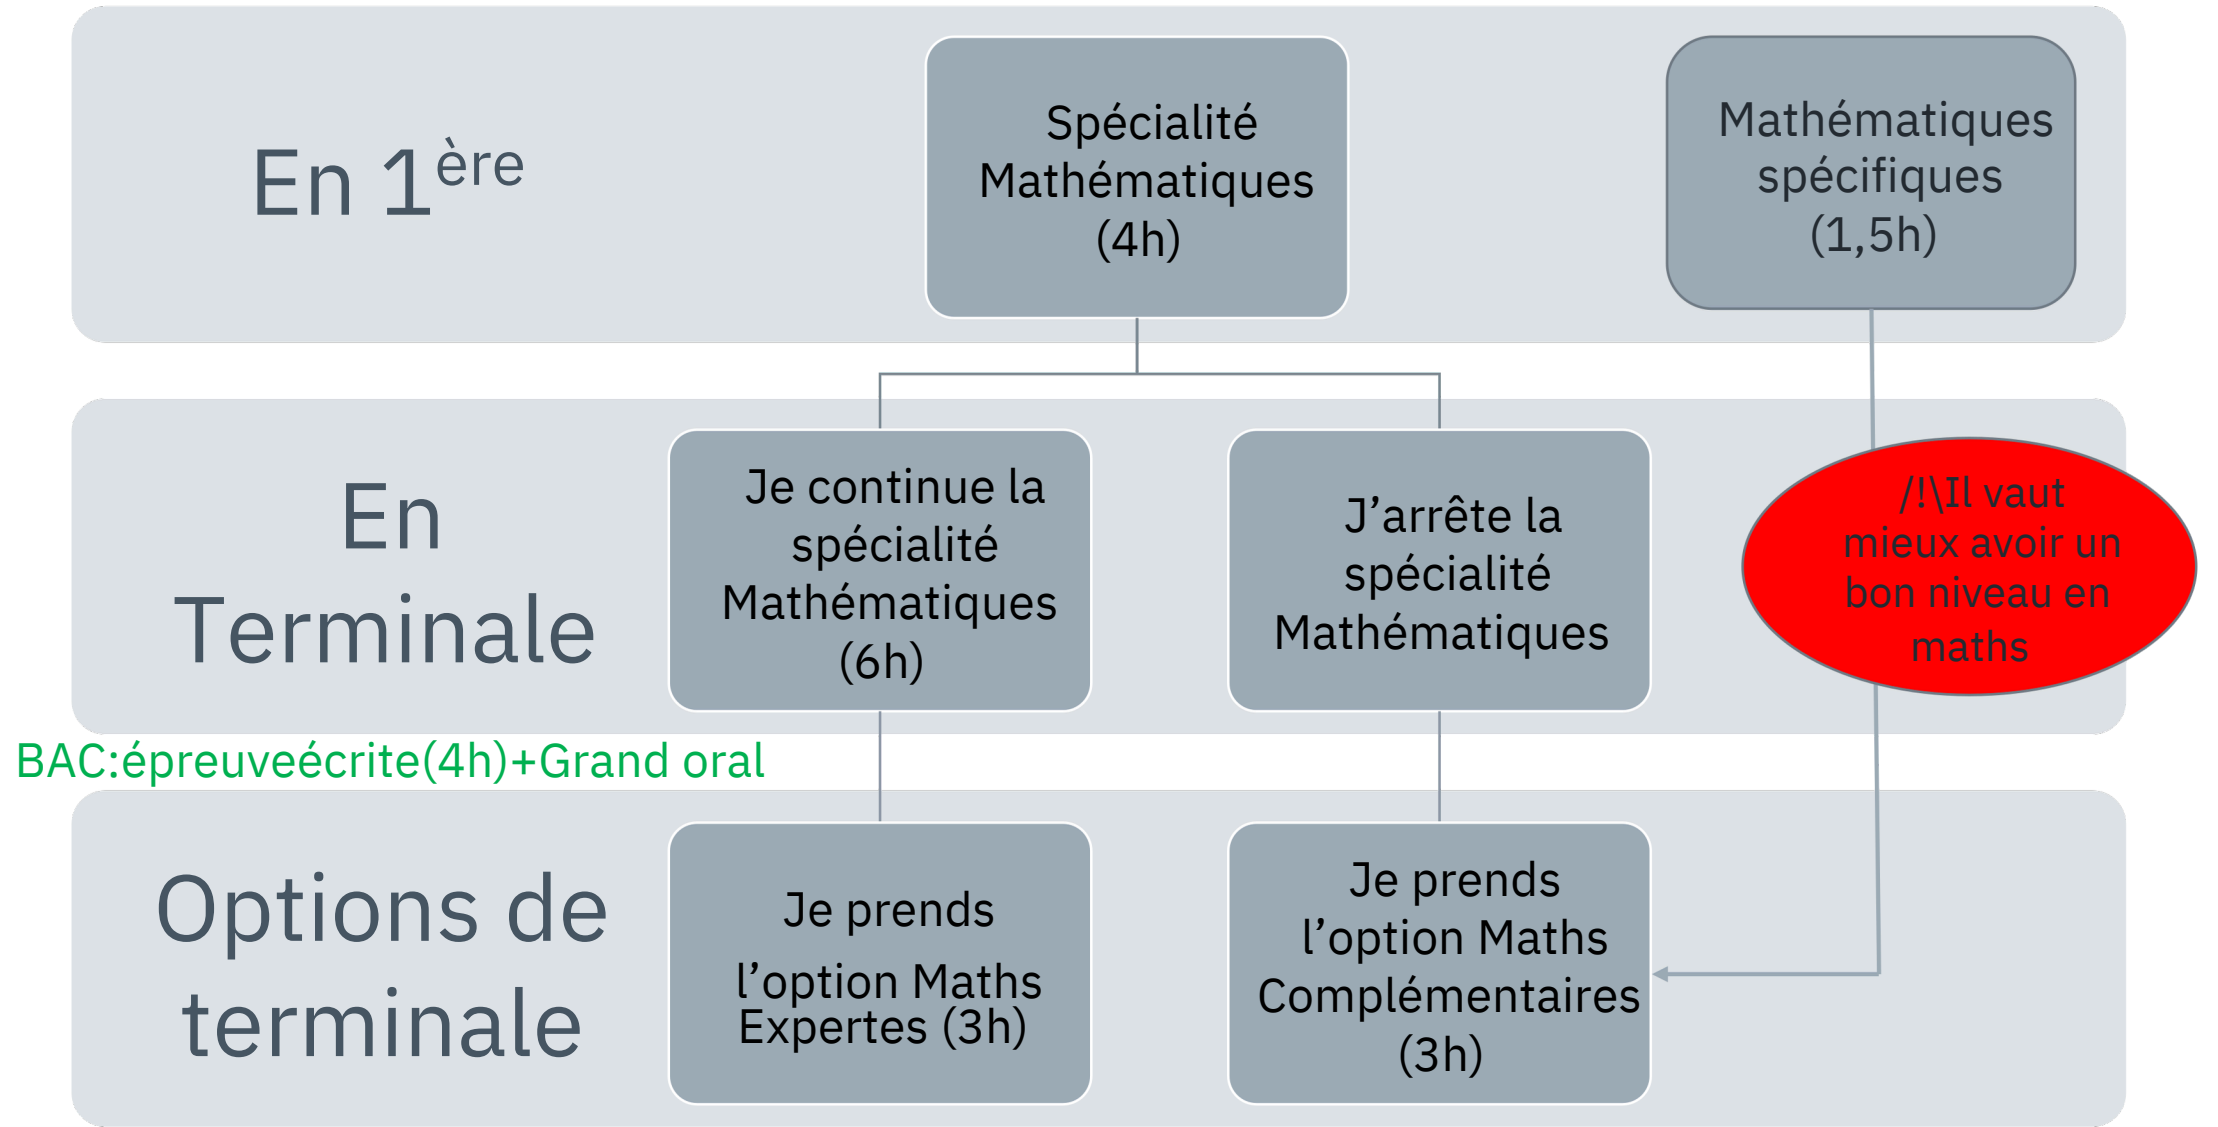 En 1ère
Spécialité
Mathématiques
(4h)
Mathématiques
spécifiques
(1,5h)
En
Terminale
Je continue la
spécialité
Mathématiques
(6h)
J’arrête la
spécialité
Mathématiques
/!\Il vaut
mieux avoir un
bon niveau en
maths
BAC:épreuveécrite(4h)+Grand oral
Options de
terminale
Je prends
l’option Maths
Expertes (3h)
Je prends
l’option Maths
Complémentaires
(3h)